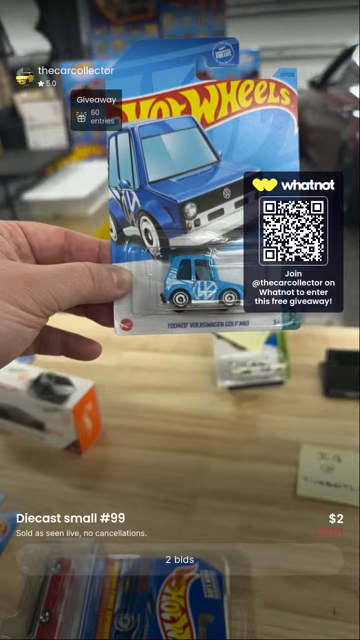 thecarcollector
★5.0
Giveaway
60
entries
Hot Wheels
whatnot
Join
@thecarcollector on
Whatnot to enter
this free giveaway!
TOONED VOLKSWAGEN GOLF MK1
Diecast small #99
$2
Sold as seen live, no cancellations.
2 bids